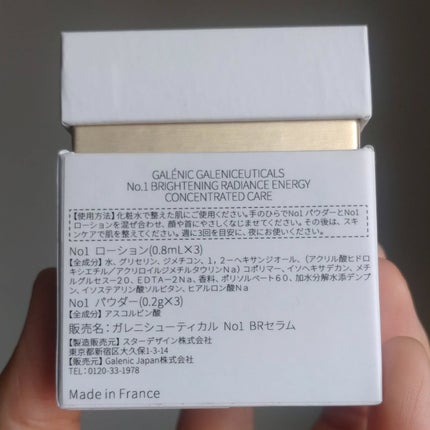 GALÉNIC GALENICEUTICALS
No.1 BRIGHTENING RADIANCE ENERGY
CONCENTRATED CARE
【使用方法】化粧水で整えた肌にご使用ください。手のひらでNo1 パウダーとNo1
ローションを混ぜ合わせ、顔や首にやさしくなじませてください。その後は、ス
キンケアで肌を整えてください。週に3回を目安に、夜にお使いください。
No1 ローション(0.8mL×3)
【全成分】水、グリセリン、ジメチコン、1,2-ヘキサンジオール、(アクリル酸ヒドロ
キシエチル/アクリロイルジメチルタウリンNa)コポリマー、イソヘキサデカン、メチ
ルグルセス-20、EDTA-2Na、香料、ポリソルベート60、加水分解水添デンプ
ン、イソステアリン酸ソルビタン、ヒアルロン酸Na
No1 パウダー(0.2g×3)
【全成分】アスコルビン酸
販売名:ガレニシューティカル No1 BRセラム
【製造販売元】スターデザイン株式会社
東京都新宿区大久保1-3-14
【販売元】Galenic Japan株式会社
TEL:0120-33-1978
Made in France